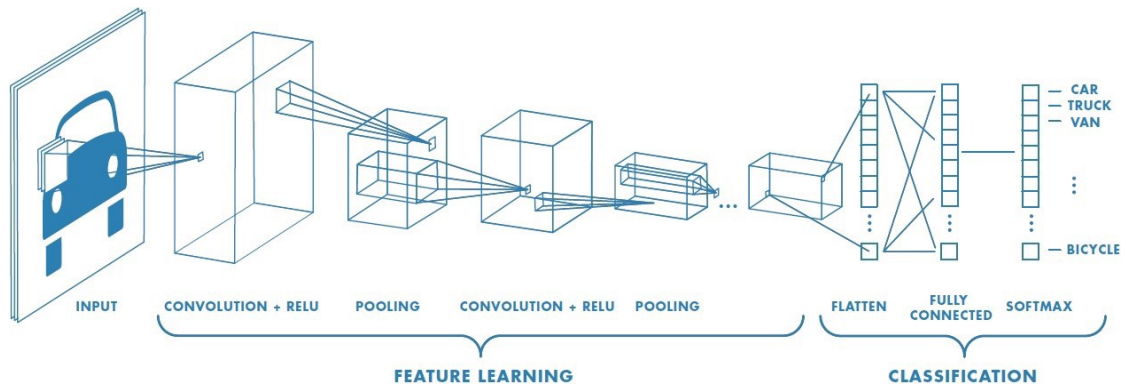 CAR
TRUCK
VAN
BICYCLE
INPUT
CONVOLUTION + RELU
POOLING
CONVOLUTION + RELU
POOLING
FLATTEN
FULLY
CONNECTED
SOFTMAX
FEATURE LEARNING
CLASSIFICATION